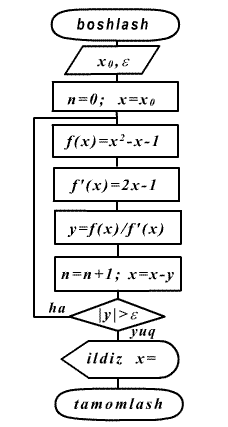 boshlash
x₀,ε
n=0; x=x₀
f(x)=x²-x-1
f'(x)=2x-1
y=f(x)/f'(x)
n=n+1; x=x-y
ha
|y|>ε
yuq
ildiz x=
tamomlash